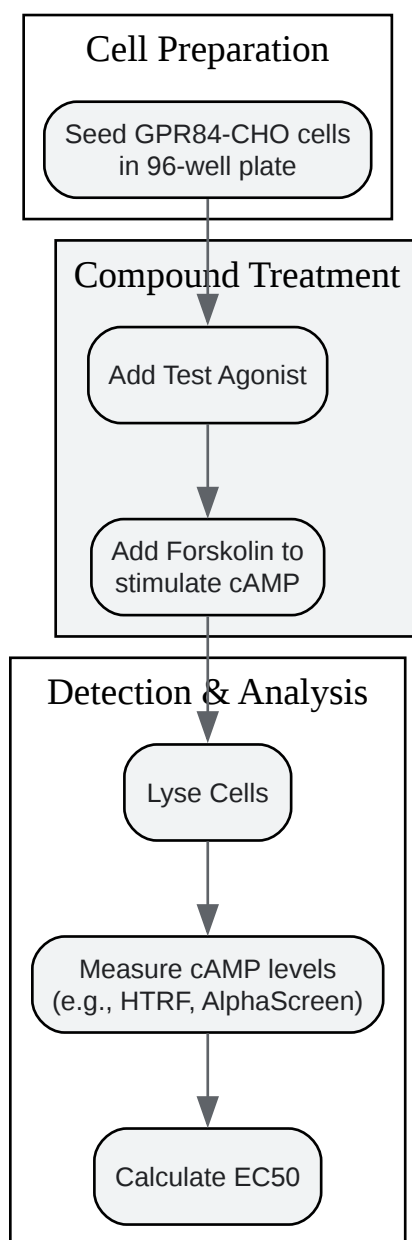 Cell Preparation
Seed GPR84-CHO cells
in 96-well plate
Compound Treatment
Add Test Agonist
Add Forskolin to
stimulate cAMP
Detection & Analysis
Lyse Cells
Measure cAMP levels
(e.g., HTRF, AlphaScreen)
Calculate EC50